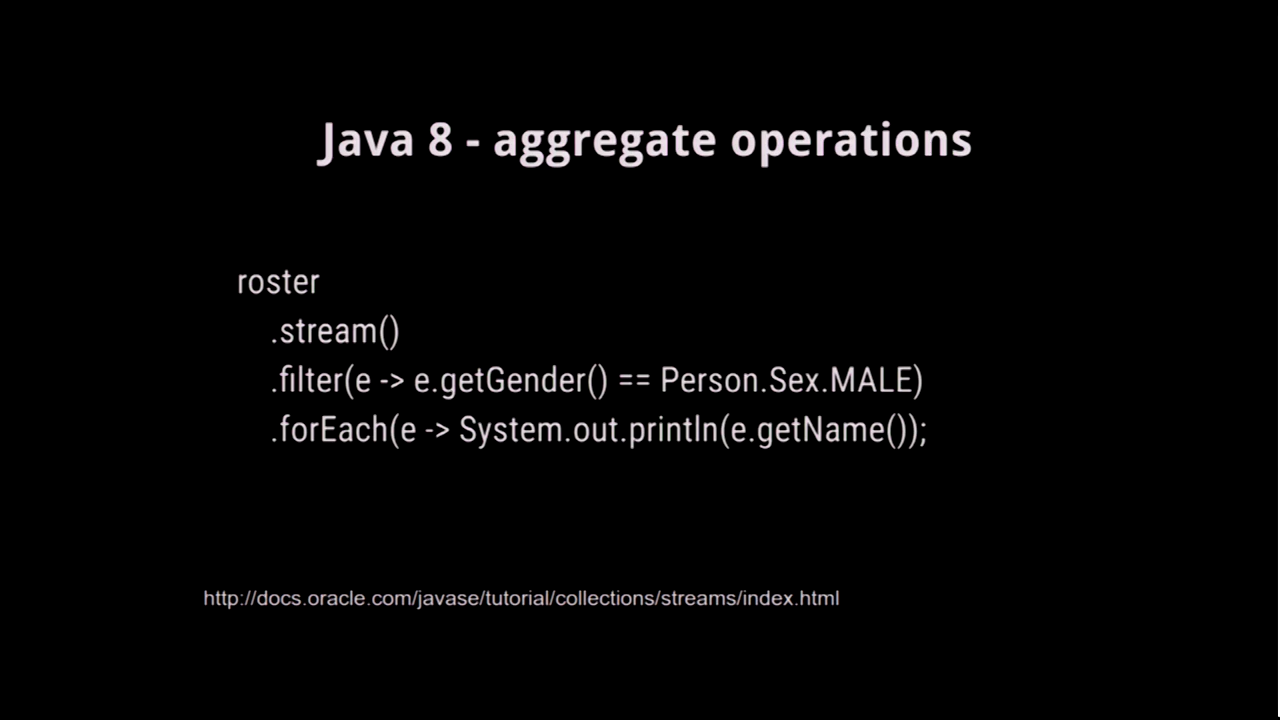 Java 8 - aggregate operations
roster
.stream()
.filter(e -> e.getGender() == Person.Sex.MALE)
.forEach(e -> System.out.println(e.getName());
http://docs.oracle.com/javase/tutorial/collections/streams/index.html